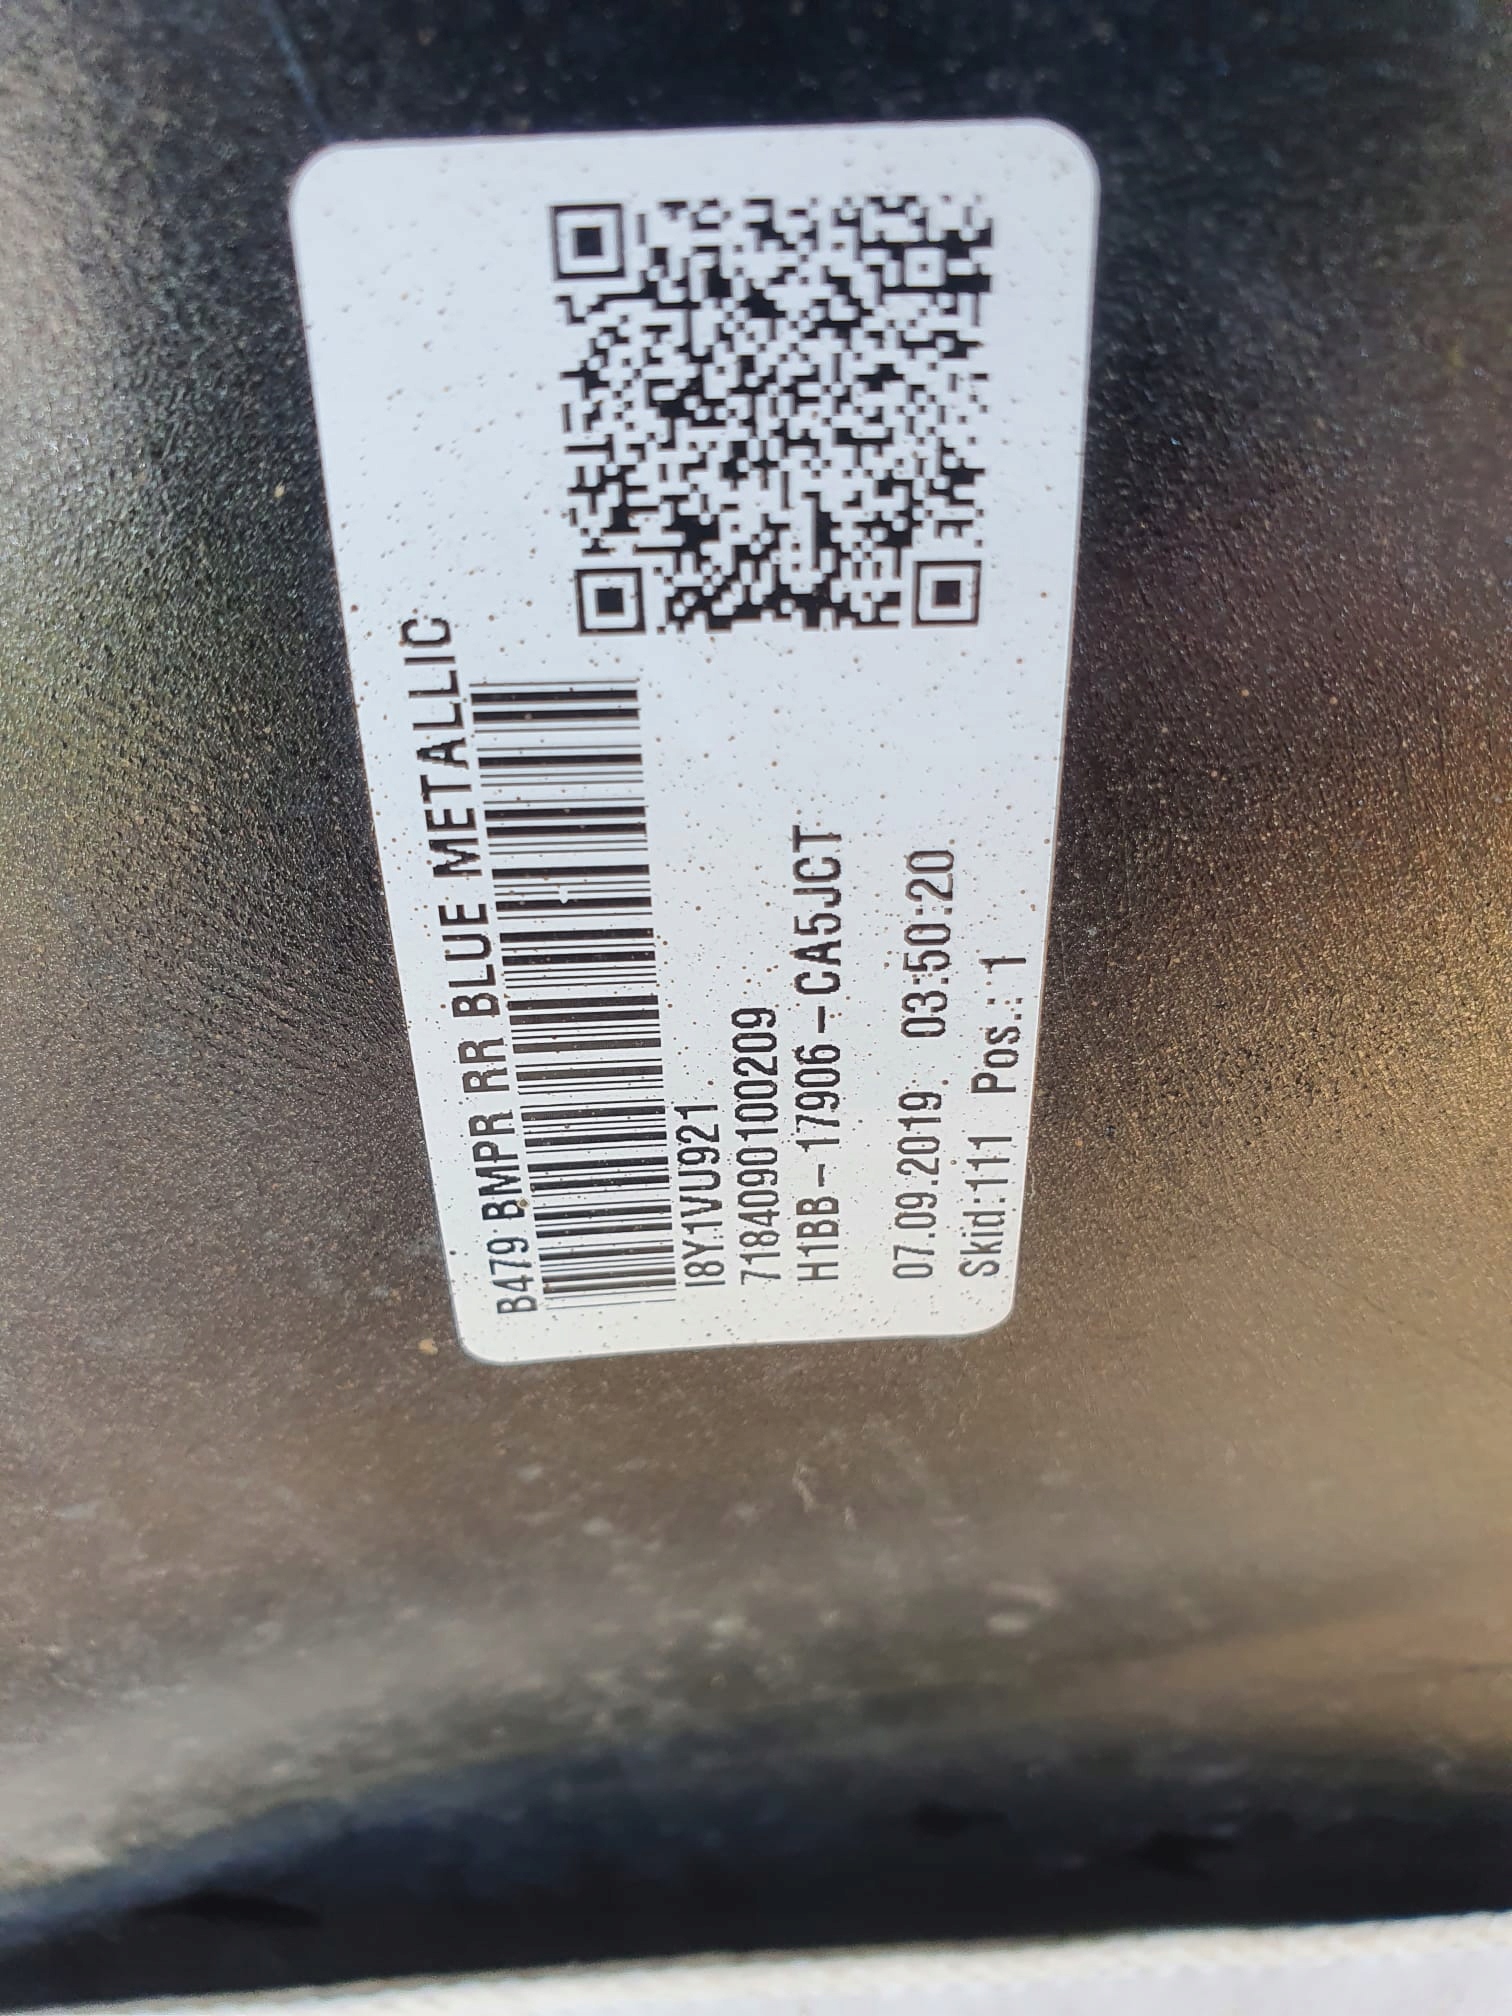 B479 BMPR RR BLUE METALLIC
I8Y1VU921
7184090100209
H1BB-17906-CA5JCT
07.09.2019 03:50:20
Skid:111 Pos.:1